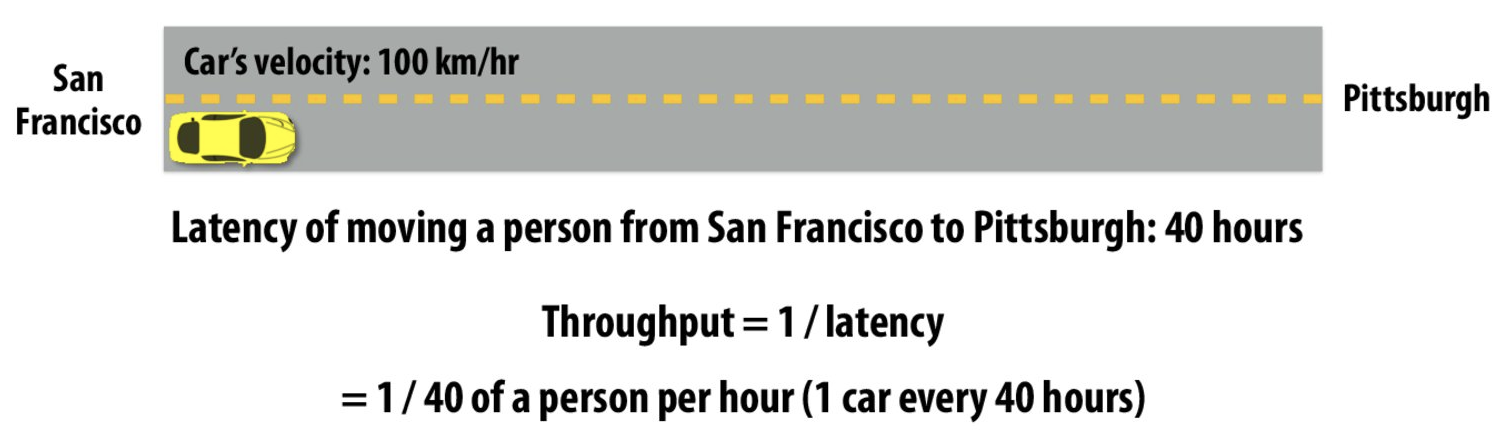 Car’s velocity: 100 km/hr
San
Francisco
Pittsburgh
Latency of moving a person from San Francisco to Pittsburgh: 40 hours
Throughput = 1 / latency
= 1 / 40 of a person per hour (1 car every 40 hours)